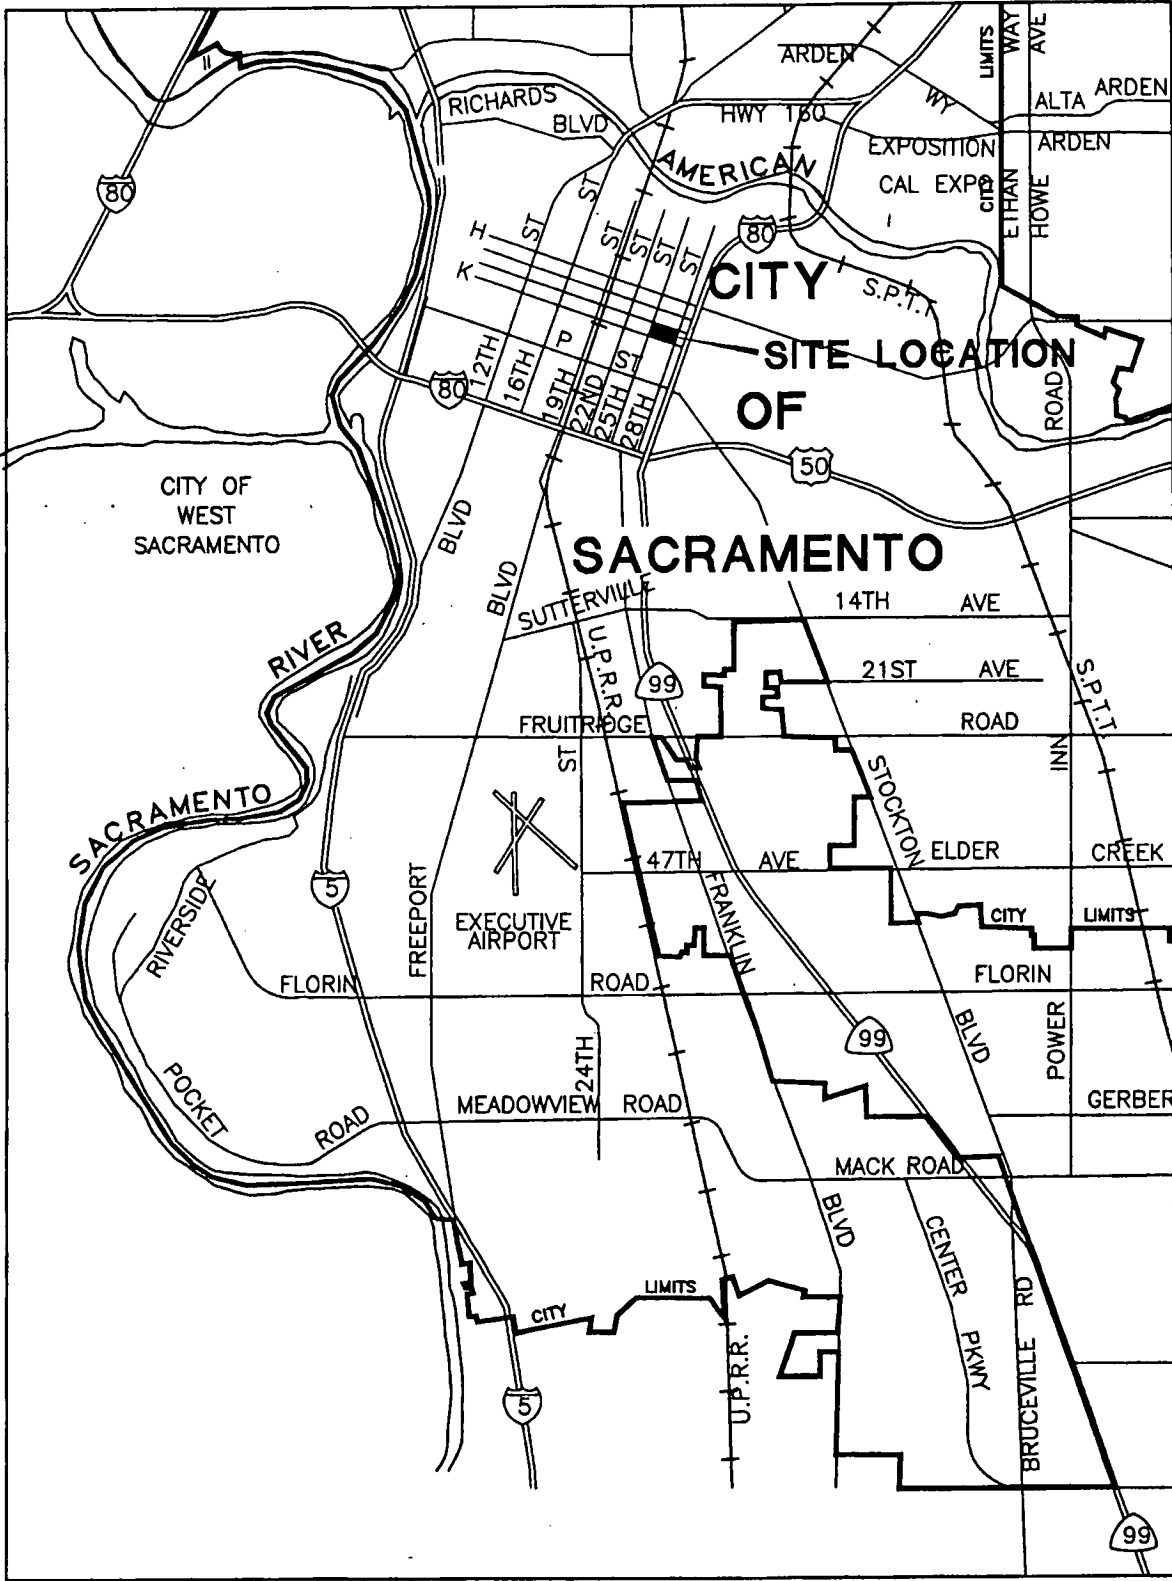 ARDEN
LIMITS
WAY
AVE
WY
RICHARDS
BLVD
HWY 160
ALTA ARDEN
EXPOSITION
ARDEN
AMERICAN
CAL EXPO
CITY
ETHAN
HOWE
80
80
H
K
ST
ST
ST
ST
ST
ST
CITY
S.P.T.T
SITE LOCATION
P
ST
12TH
16TH
19TH
22ND
25TH
28TH
80
OF
ROAD
50
CITY OF
WEST
SACRAMENTO
BLVD
SACRAMENTO
BLVD
SUTTERVILLE
14TH AVE
RIVER
U.P.R.R.
99
21ST AVE
S.P.T.T.
FRUITRIDGE
ROAD
ST
INN
STOCKTON
SACRAMENTO
47TH AVE
ELDER CREEK
5
FREEPORT
FRANKLIN
RIVERSIDE
EXECUTIVE
AIRPORT
CITY LIMITS
FLORIN
ROAD
FLORIN
BLVD
99
POWER
24TH
POCKET
ROAD
MEADOWVIEW ROAD
GERBER
MACK ROAD
BLVD
CENTER
PKWY
BRUCEVILLE RD
LIMITS
CITY
U.P.R.R.
5
99